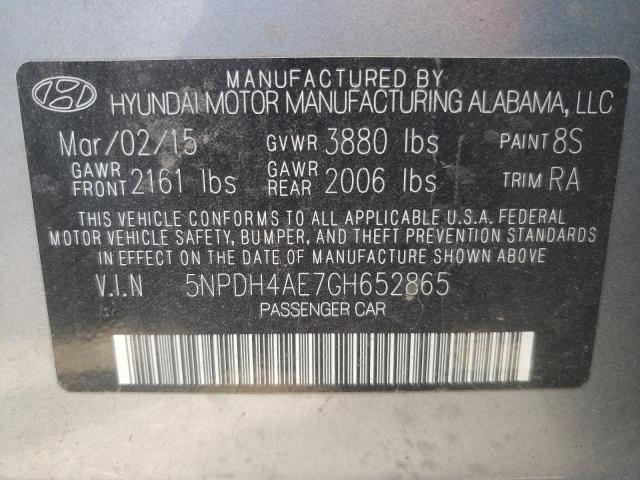 MANUFACTURED BY
HYUNDAI MOTOR MANUFACTURING ALABAMA, LLC
Mar/02/15 GVWR 3880 lbs PAINT 8S
GAWR FRONT 2161 lbs GAWR REAR 2006 lbs TRIM RA
THIS VEHICLE CONFORMS TO ALL APPLICABLE U.S.A. FEDERAL
MOTOR VEHICLE SAFETY, BUMPER, AND THEFT PREVENTION STANDARDS
IN EFFECT ON THE DATE OF MANUFACTURE SHOWN ABOVE
V.I.N 5NPDH4AE7GH652865
PASSENGER CAR